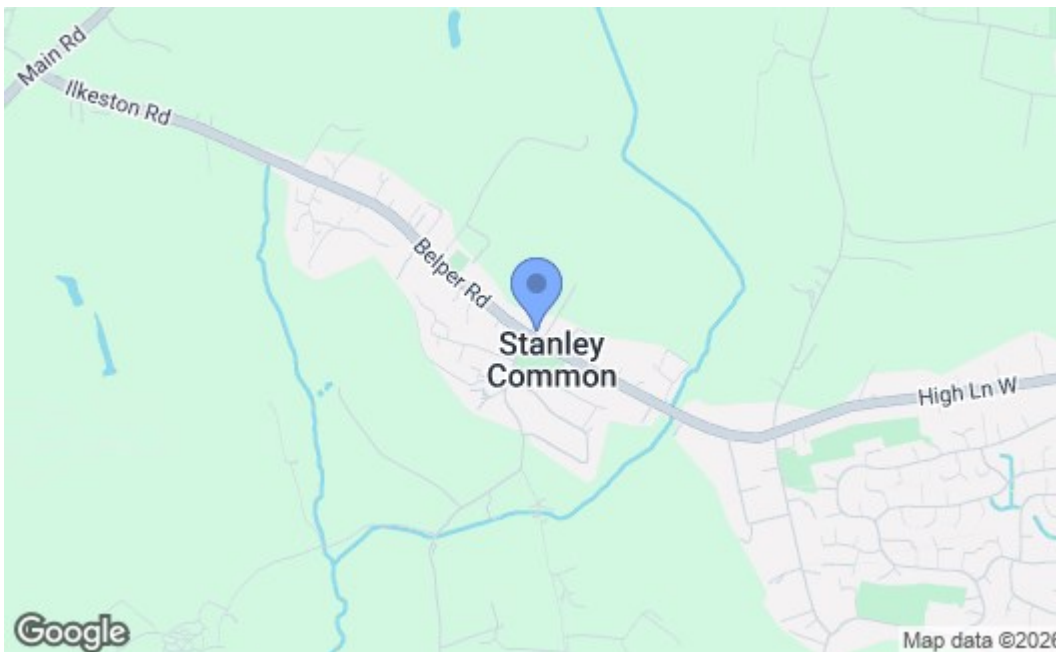 Main Rd
Ilkeston Rd
Belper Rd
Stanley
Common
High Ln W
Google
Map data ©2026